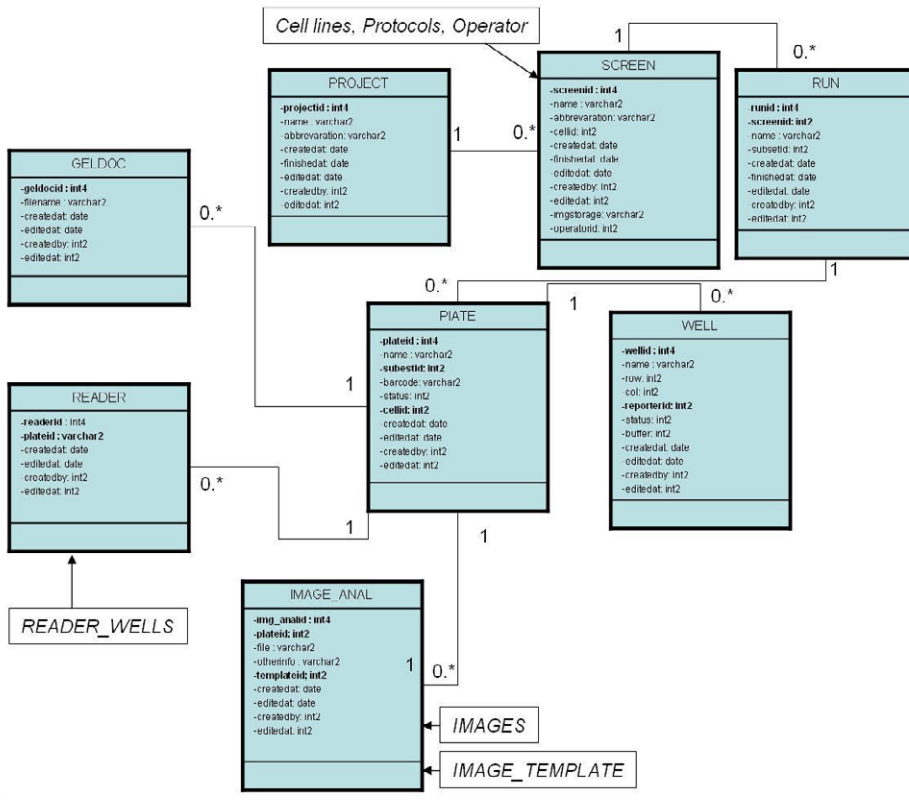 Cell lines, Protocols, Operator
1
0.*
PROJECT
-projectid : int4
-name : varchar2
-abbrevaration: varchar2
-createdat: date
-finishedat: date
-editedat: date
-createdby: int2
-editedat: int2
1
0.*
SCREEN
-screenid : int4
-name : varchar2
-abbrevaration: varchar2
-cellid: int2
-createdat: date
-finishedat: date
-editedat: date
-createdby: int2
-editedat: int2
-imgstorage: varchar2
-operatorid: int2
RUN
-runid : int4
-screenid: int2
-name : varchar2
-subsetid: int2
-createdat: date
-finishedat: date
-editedat: date
-createdby: int2
-editedat: int2
1
GELDOC
-geldocid : int4
-filename : varchar2
-createdat: date
-editedat: date
-createdby: int2
-editedat: int2
0.*
1
0.*
1
0.*
PIATE
-plateid : int4
-name : varchar2
-subestid: int2
-barcode: varchar2
-status: int2
-cellid: int2
-createdat: date
-editedat: date
-createdby: int2
-editedat: int2
WELL
-wellid : int4
-name : varchar2
-row: int2
-col: int2
-reporterid: int2
-status: int2
-buffer: int2
-createdat: date
-editedat: date
-createdby: int2
-editedat: int2
READER
-readerid : int4
-plateid : varchar2
-createdat: date
-editedat: date
-createdby: int2
-editedat: int2
0.*
1
1
READER_WELLS
IMAGE_ANAL
-img_analid : int4
-plateid: int2
-file : varchar2
-otherinfo : varchar2
-templateid; int2
-createdat: date
-editedat: date
-createdby: int2
-editedat: int2
1
0.*
IMAGES
IMAGE_TEMPLATE